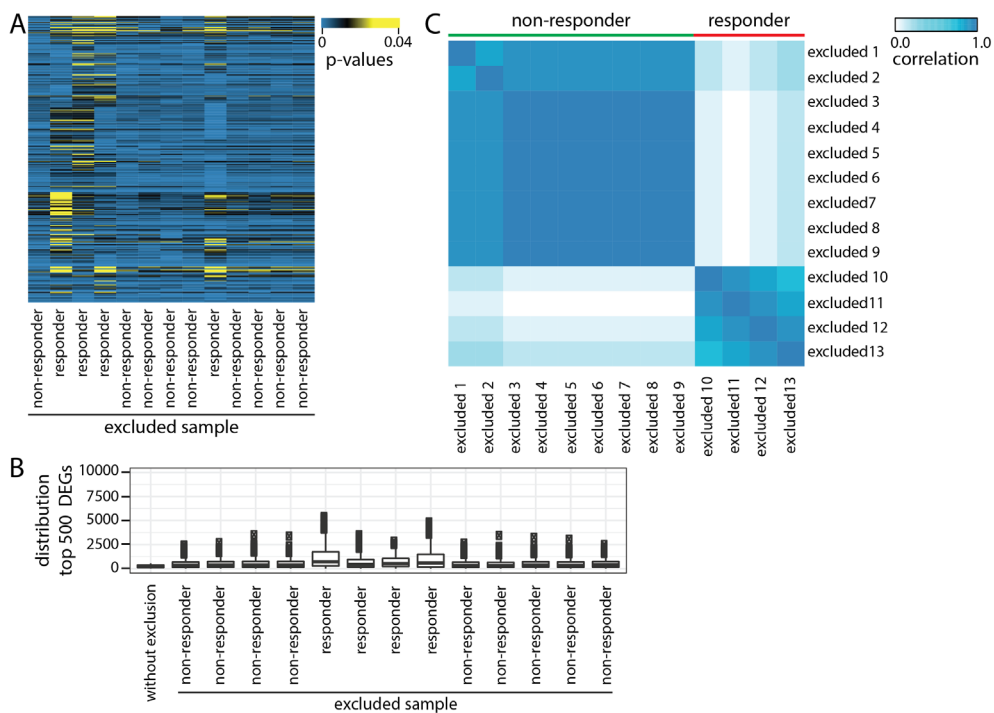 A
0 0.04
p-values
non-responder
responder
responder
responder
non-responder
non-responder
non-responder
non-responder
responder
non-responder
non-responder
non-responder
non-responder
excluded sample
C
non-responder
responder
0.0 1.0
correlation
excluded 1
excluded 2
excluded 3
excluded 4
excluded 5
excluded 6
excluded7
excluded 8
excluded 9
excluded 10
excluded11
excluded 12
excluded13
excluded 1
excluded 2
excluded 3
excluded 4
excluded 5
excluded 6
excluded 7
excluded 8
excluded 9
excluded 10
excluded11
excluded 12
excluded13
B
distribution
top 500 DEGs
10000
7500
5000
2500
0
without exclusion
non-responder
non-responder
non-responder
non-responder
responder
responder
responder
responder
non-responder
non-responder
non-responder
non-responder
non-responder
excluded sample